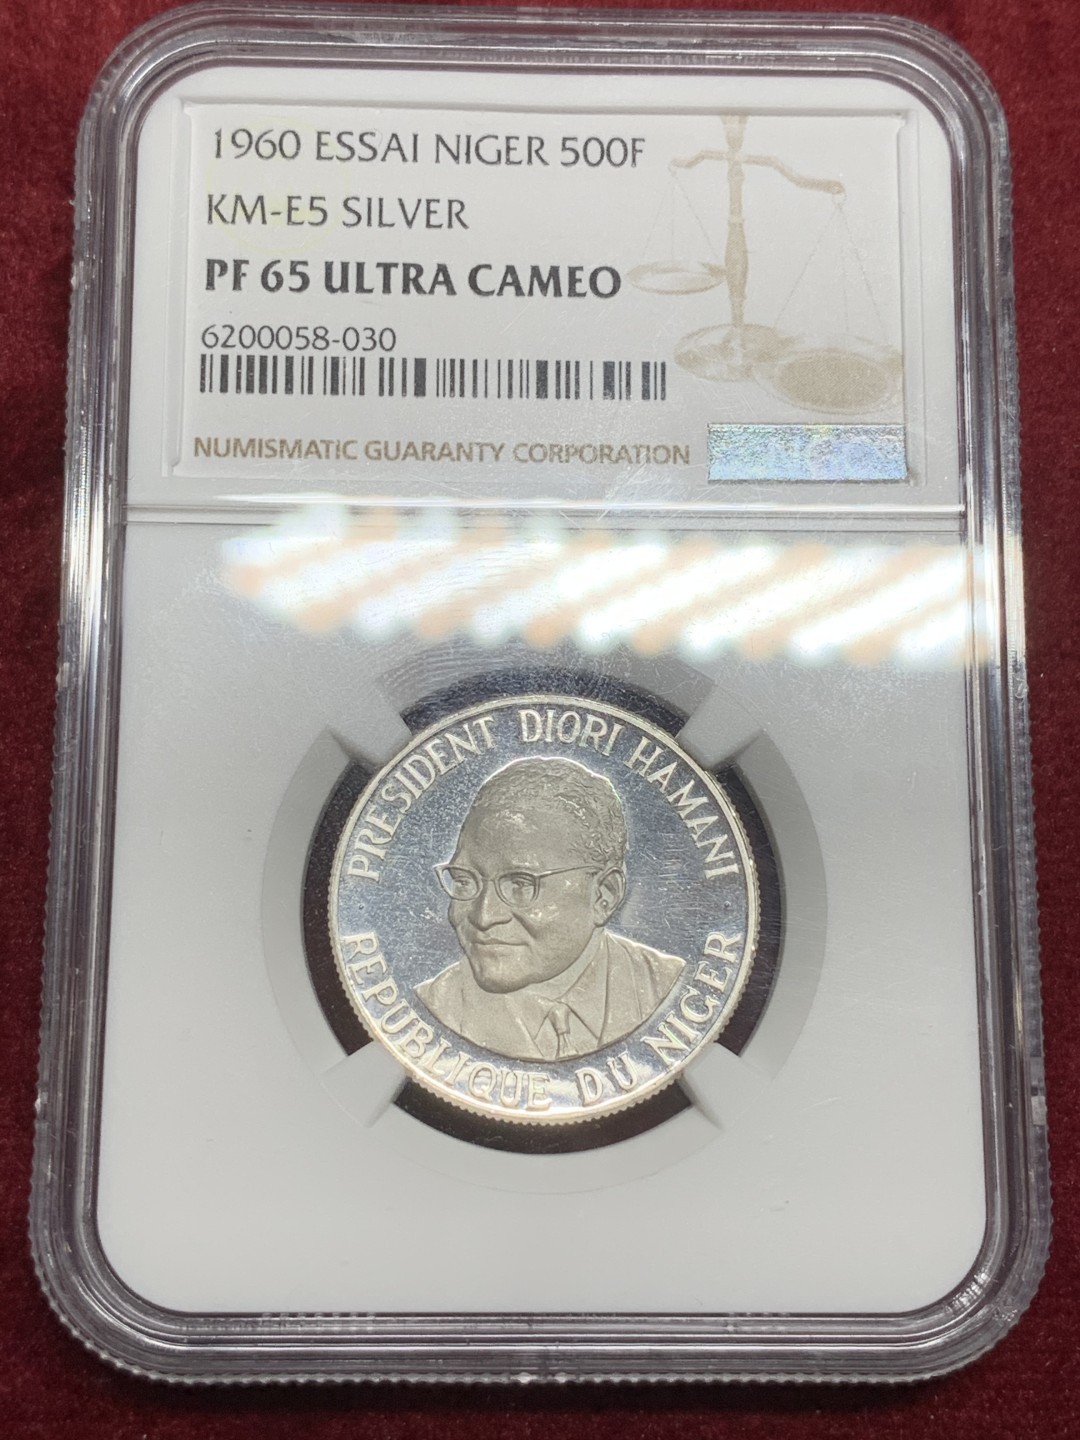 1960 ESSAI NIGER 500F
KM-E5 SILVER
PF 65 ULTRA CAMEO
6200058-030
NUMISMATIC GUARANTY CORPORATION
PRESIDENT DIORI HAMANI
REPUBLIQUE DU NIGER